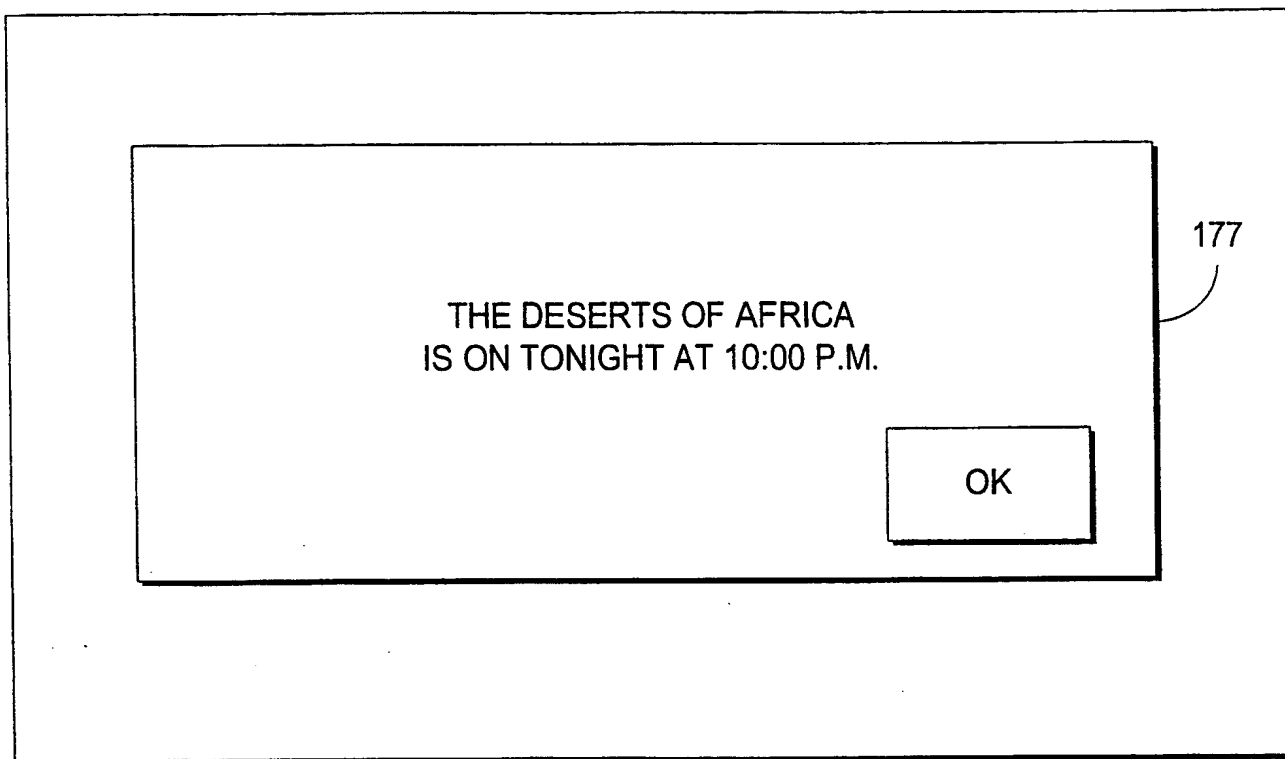 177
THE DESERTS OF AFRICA
IS ON TONIGHT AT 10:00 P.M.
OK